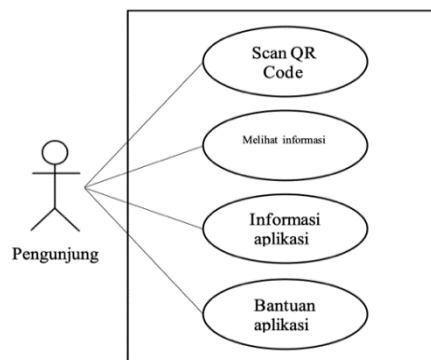 Scan QR
Code
Melihat informasi
Pengunjung
Informasi
aplikasi
Bantuan
aplikasi